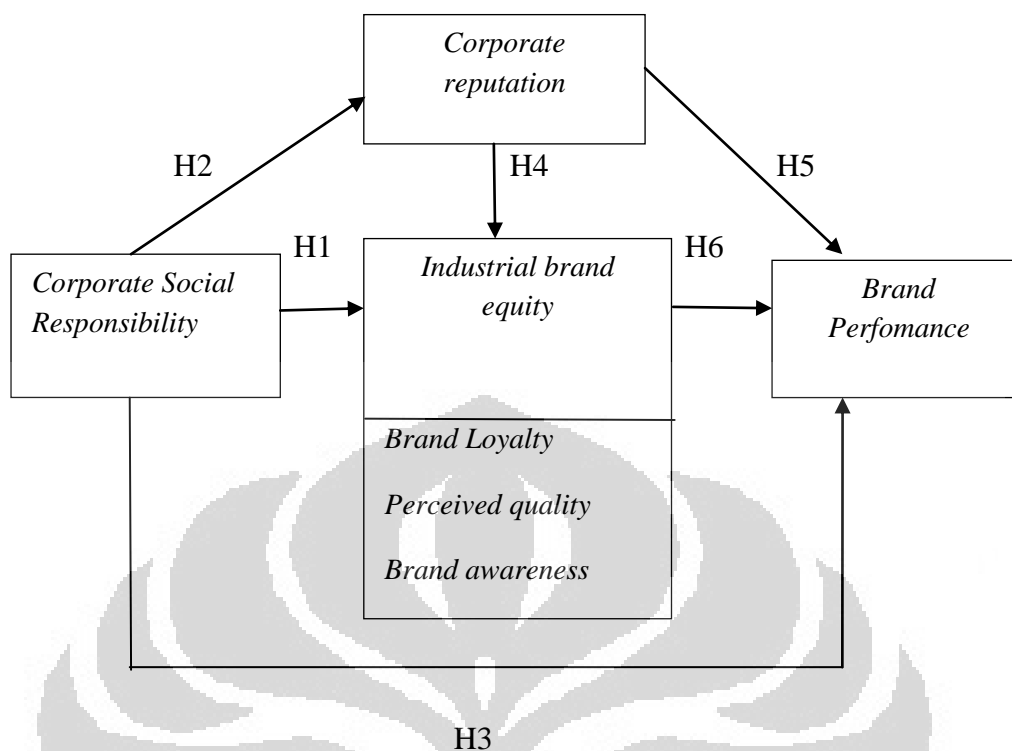 Corporate
reputation
H2
H4
H5
H1
H6
Corporate Social
Responsibility
Industrial brand
equity
Brand
Perfomance
Brand Loyalty
Perceived quality
Brand awareness
H3